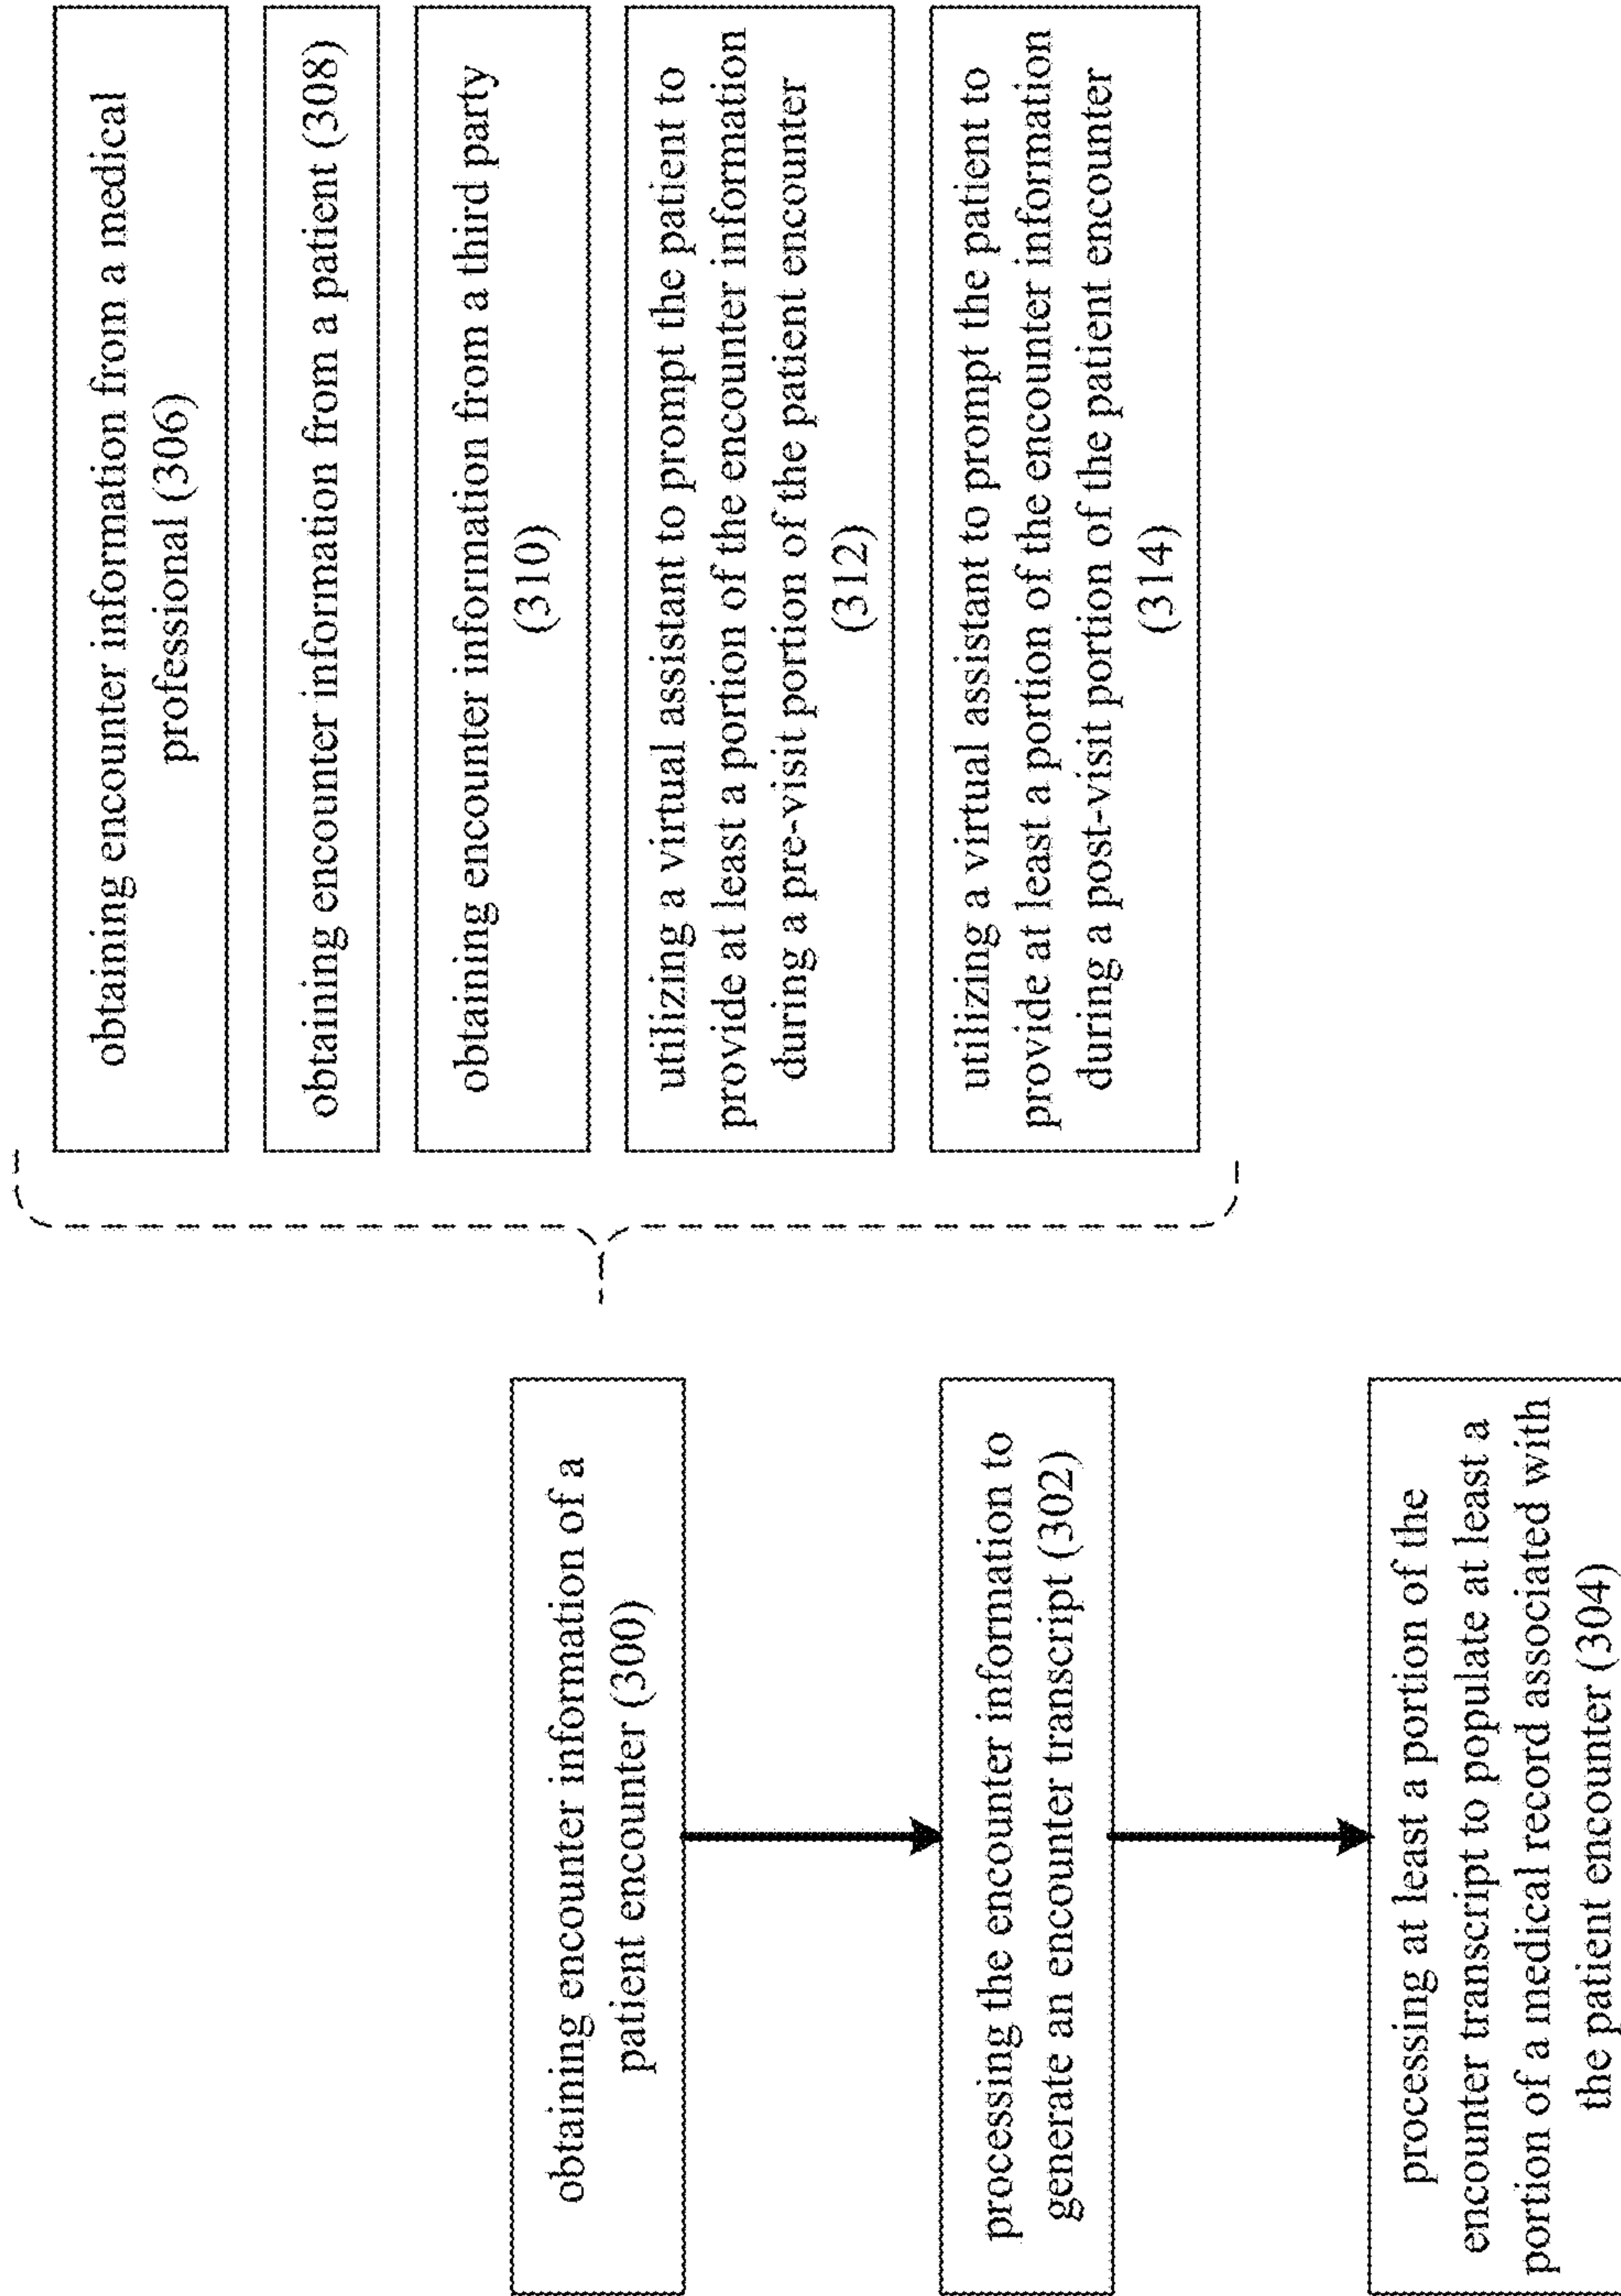 obtaining encounter information of a
patient encounter (300)
processing the encounter information to
generate an encounter transcript (302)
processing at least a portion of the
encounter transcript to populate at least a
portion of a medical record associated with
the patient encounter (304)
obtaining encounter information from a medical
professional (306)
obtaining encounter information from a patient (308)
obtaining encounter information from a third party
(310)
utilizing a virtual assistant to prompt the patient to
provide at least a portion of the encounter information
during a pre-visit portion of the patient encounter
(312)
utilizing a virtual assistant to prompt the patient to
provide at least a portion of the encounter information
during a post-visit portion of the patient encounter
(314)